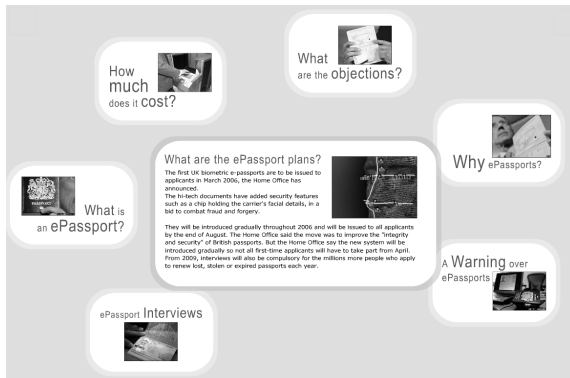 What
are the objections?
How
much
does it cost?
Why ePassports?
What are the ePassport plans?
The first UK biometric e-passports are to be issued to
applicants in March 2006, the Home Office has
announced.
The hi-tech documents have added security features
such as a chip holding the carrier's facial details, in a
bid to combat fraud and forgery.
They will be introduced gradually throughout 2006 and will be issued to all applicants
by the end of August. The Home Office said the move was to improve the "integrity
and security" of British passports. But the Home Office say the new system will be
introduced gradually so not all first-time applicants will have to take part from April.
From 2009, interviews will also be compulsory for the millions more people who apply
to renew lost, stolen or expired passports each year.
PASSPORT
What is
an ePassport?
A Warning over
ePassports
ePassport Interviews